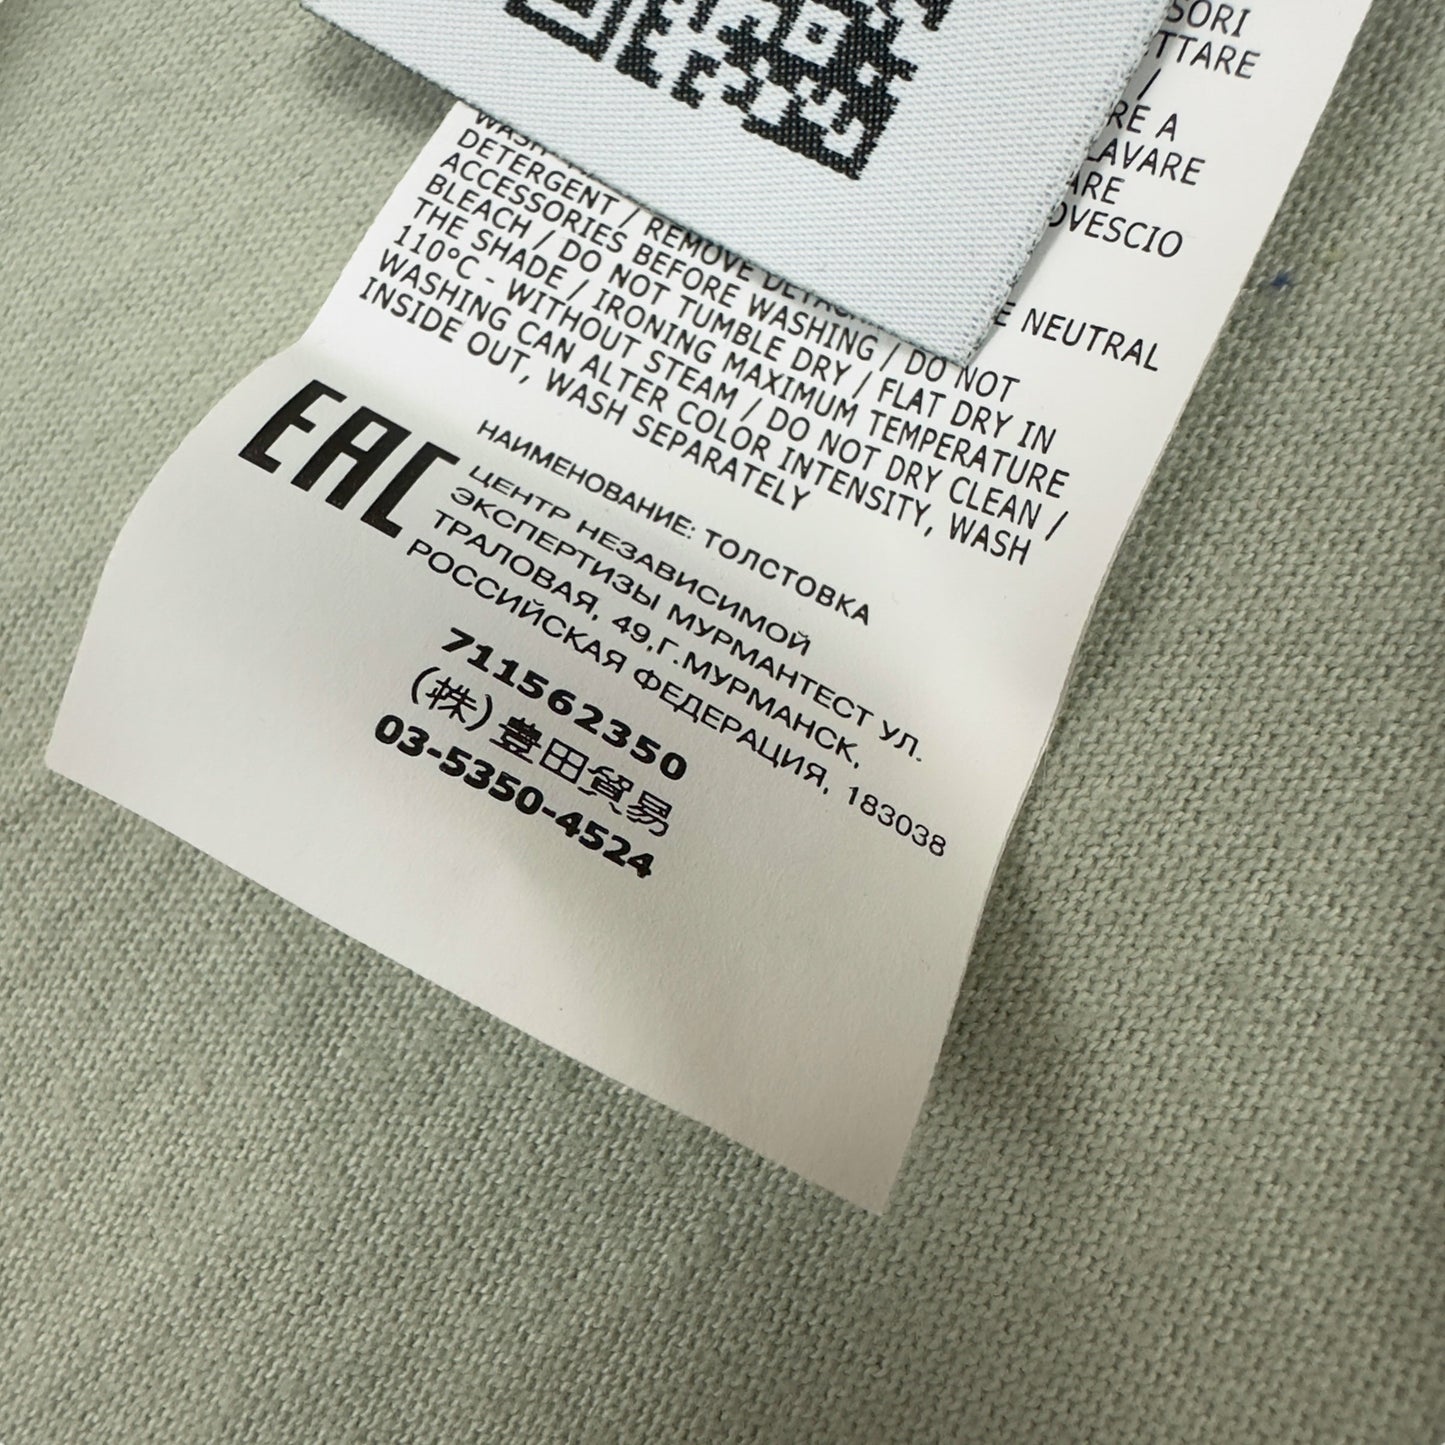 SORI
ETTARE
/
RE A
LAVARE
ARE
OVESCIO
E NEUTRAL
DETERGENT / REMOVE
ACCESSORIES BEFORE WASHING / DO NOT
BLEACH / DO NOT TUMBLE DRY / FLAT DRY IN
THE SHADE / IRONING MAXIMUM TEMPERATURE
110°C - WITHOUT STEAM / DO NOT DRY CLEAN /
WASHING CAN ALTER COLOR INTENSITY, WASH
INSIDE OUT, WASH SEPARATELY
EAC
НАИМЕНОВАНИЕ: ТОЛСТОВКА
ЦЕНТР НЕЗАВИСИМОЙ
ЭКСПЕРТИЗЫ МУРМАНТЕСТ УЛ.
ТРАЛОВАЯ, 49,Г.МУРМАНСК,
РОССИЙСКАЯ ФЕДЕРАЦИЯ, 183038
711562350
(株)豊田貿易
03-5350-4524